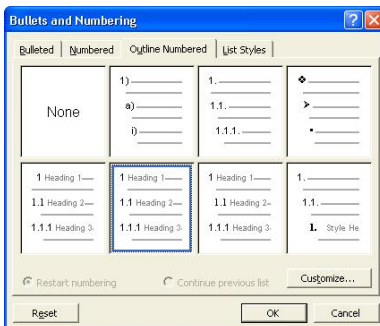 Bullets and Numbering
Bulleted Numbered Outline Numbered List Styles
None
1)
a)
i)
1.
1.1.
1.1.1.
1 Heading 1
1.1 Heading 2
1.1.1 Heading 3
1 Heading 1
1.1 Heading 2
1.1.1 Heading 3
1 Heading 1
1.1 Heading 2
1.1.1 Heading 3
1.
1.1.
1. Style He
Restart numbering Continue previous list Customize...
Reset OK Cancel